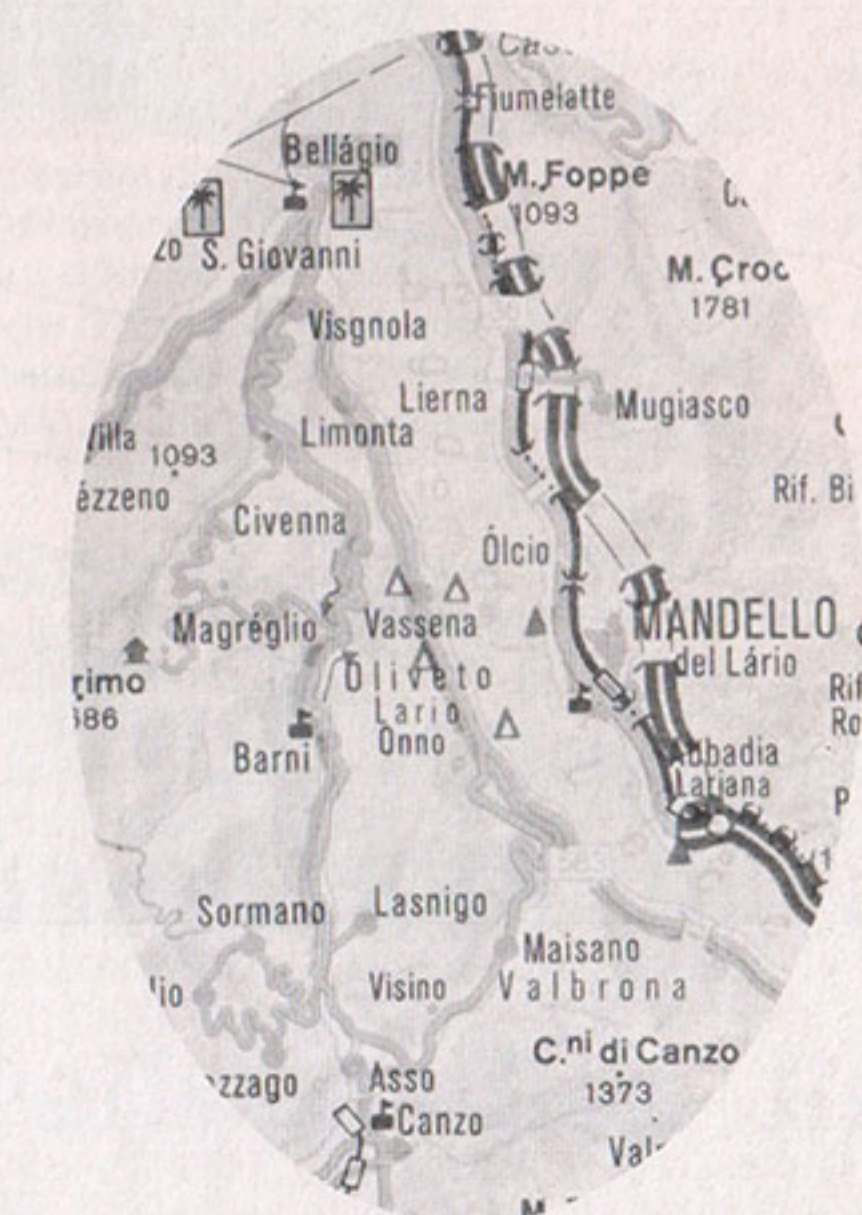 Fiumelatte
Bellágio
M. Foppe
1093
S. Giovanni
M. Croc
1781
Visgnola
Lierna
Mugiasco
Limonta
1093
Civenna
Rif. Bi
Ólcio
Magréglio
Vassena
MANDELLO
del Lário
Oliveto
Lario
Onno
Rif
Ro
Barni
Abbadia
Lariana
P
Sormano
Lasnigo
Maisano
Visino
Valbrona
C.ni di Canzo
1373
Asso
Canzo